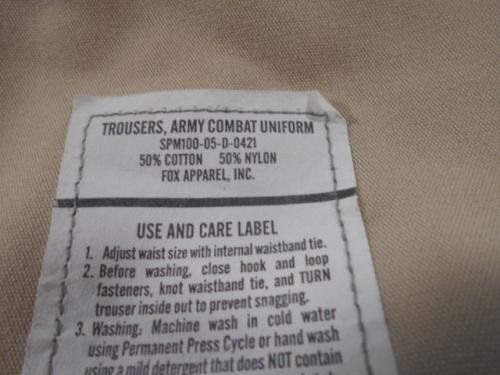 TROUSERS, ARMY COMBAT UNIFORM
SPM100-05-D-0421
50% COTTON 50% NYLON
FOX APPAREL, INC.
USE AND CARE LABEL
1. Adjust waist size with internal waistband tie.
2. Before washing, close hook and loop
fasteners, knot waistband tie, and TURN
trouser inside out to prevent snagging.
3. Washing: Machine wash in cold water
using Permanent Press Cycle or hand wash
using a mild detergent that does NOT contain